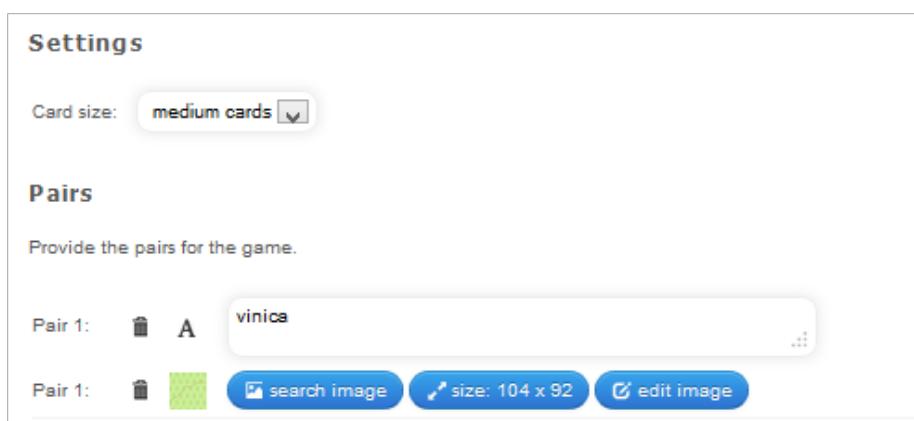 Settings
Card size: medium cards
Pairs
Provide the pairs for the game.
Pair 1: A vinica
Pair 1: search image size: 104 x 92 edit image